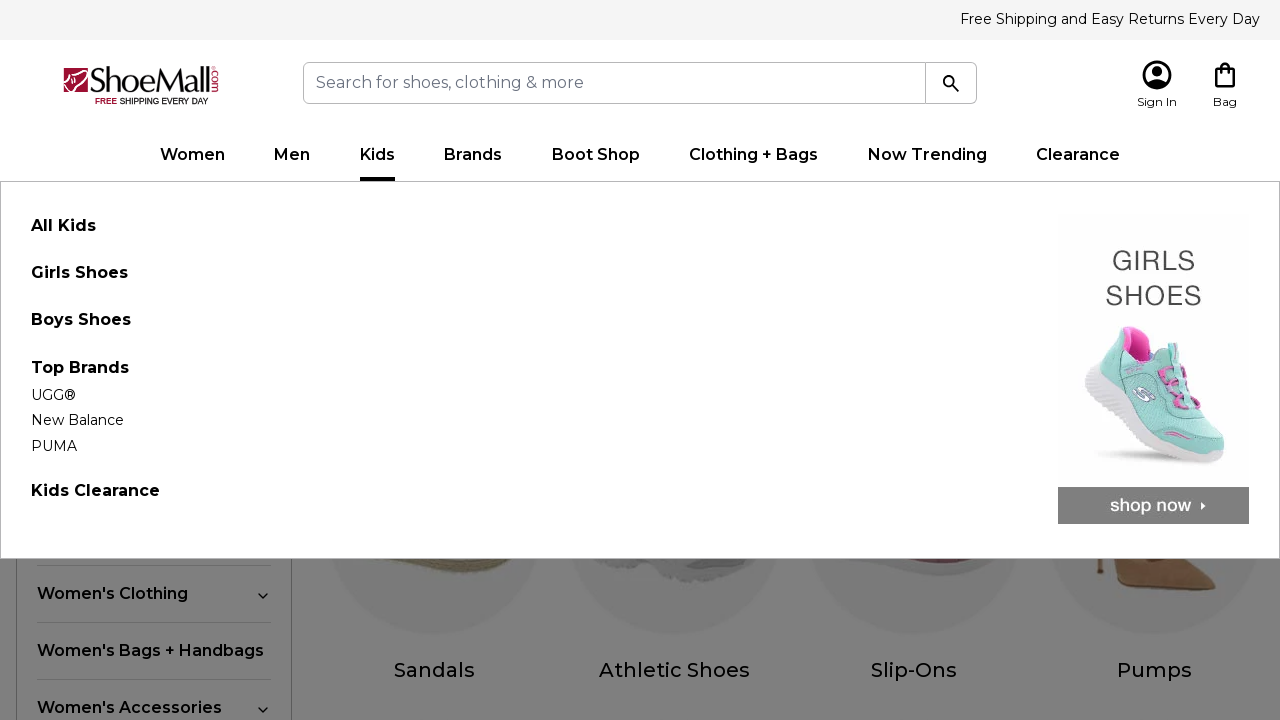 Free Shipping and Easy Returns Every Day
ShoeMall.com®
FREE SHIPPING EVERY DAY
Search for shoes, clothing & more
Sign In
Bag
Women
Men
Kids
Brands
Boot Shop
Clothing + Bags
Now Trending
Clearance
All Kids
Girls Shoes
Boys Shoes
Top Brands
UGG®
New Balance
PUMA
Kids Clearance
GIRLS
SHOES
shop now
Women's Clothing
Women's Bags + Handbags
Women's Accessories
Sandals
Athletic Shoes
Slip-Ons
Pumps